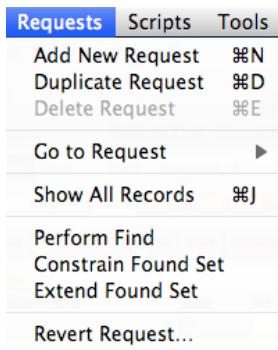 Requests Scripts Tools
Add New Request ⌘N
Duplicate Request ⌘D
Delete Request ⌘E
Go to Request ▶
Show All Records ⌘J
Perform Find
Constrain Found Set
Extend Found Set
Revert Request...